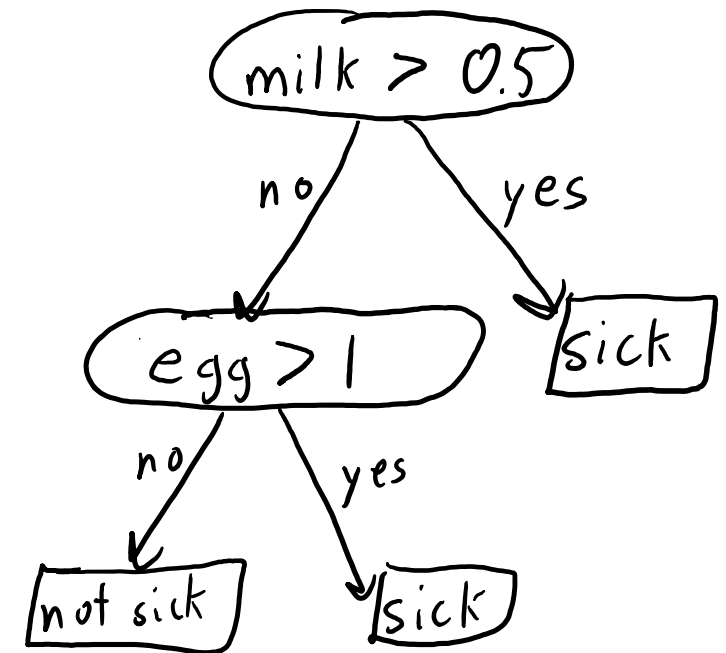 milk > 0.5
no
yes
egg > 1
sick
no
yes
not sick
sick